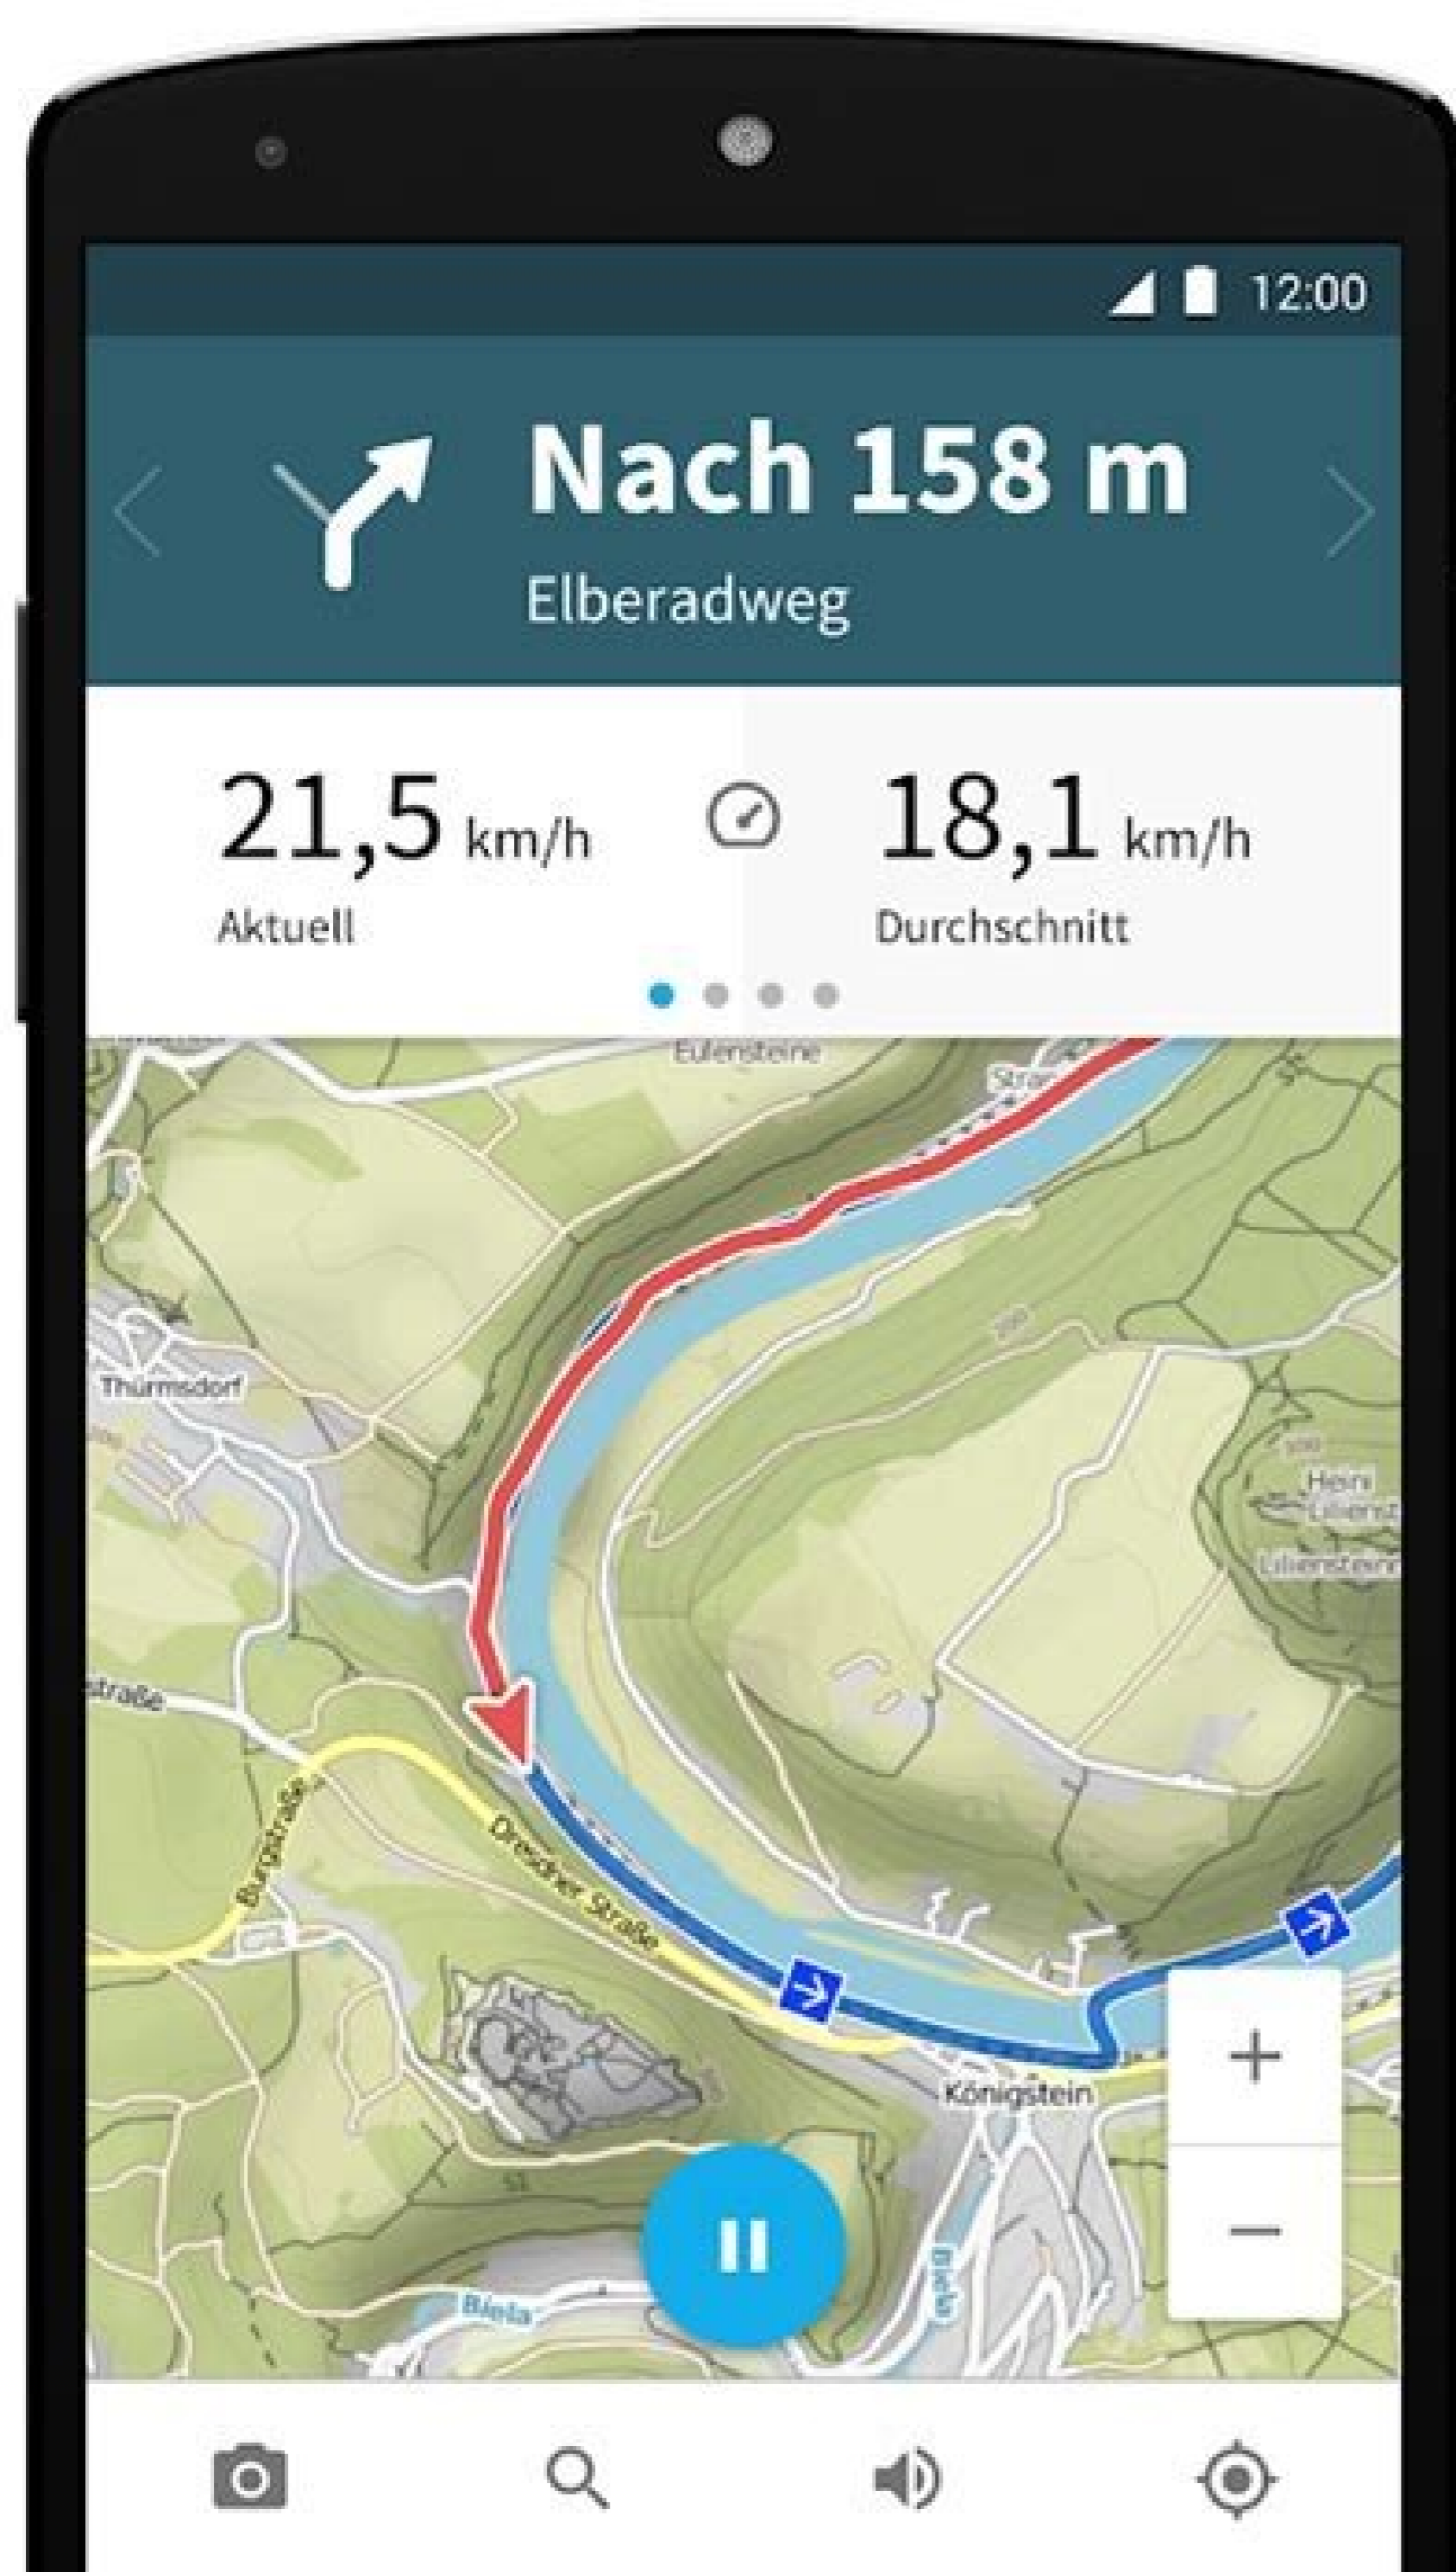 12:00
Nach 158 m
Elberadweg
21,5 km/h
18,1 km/h
Aktuell
Durchschnitt
Eulensteine
Thürmsdorf
straße
Burgstraße
Dresdner Straße
Königstein
Biela
Biela